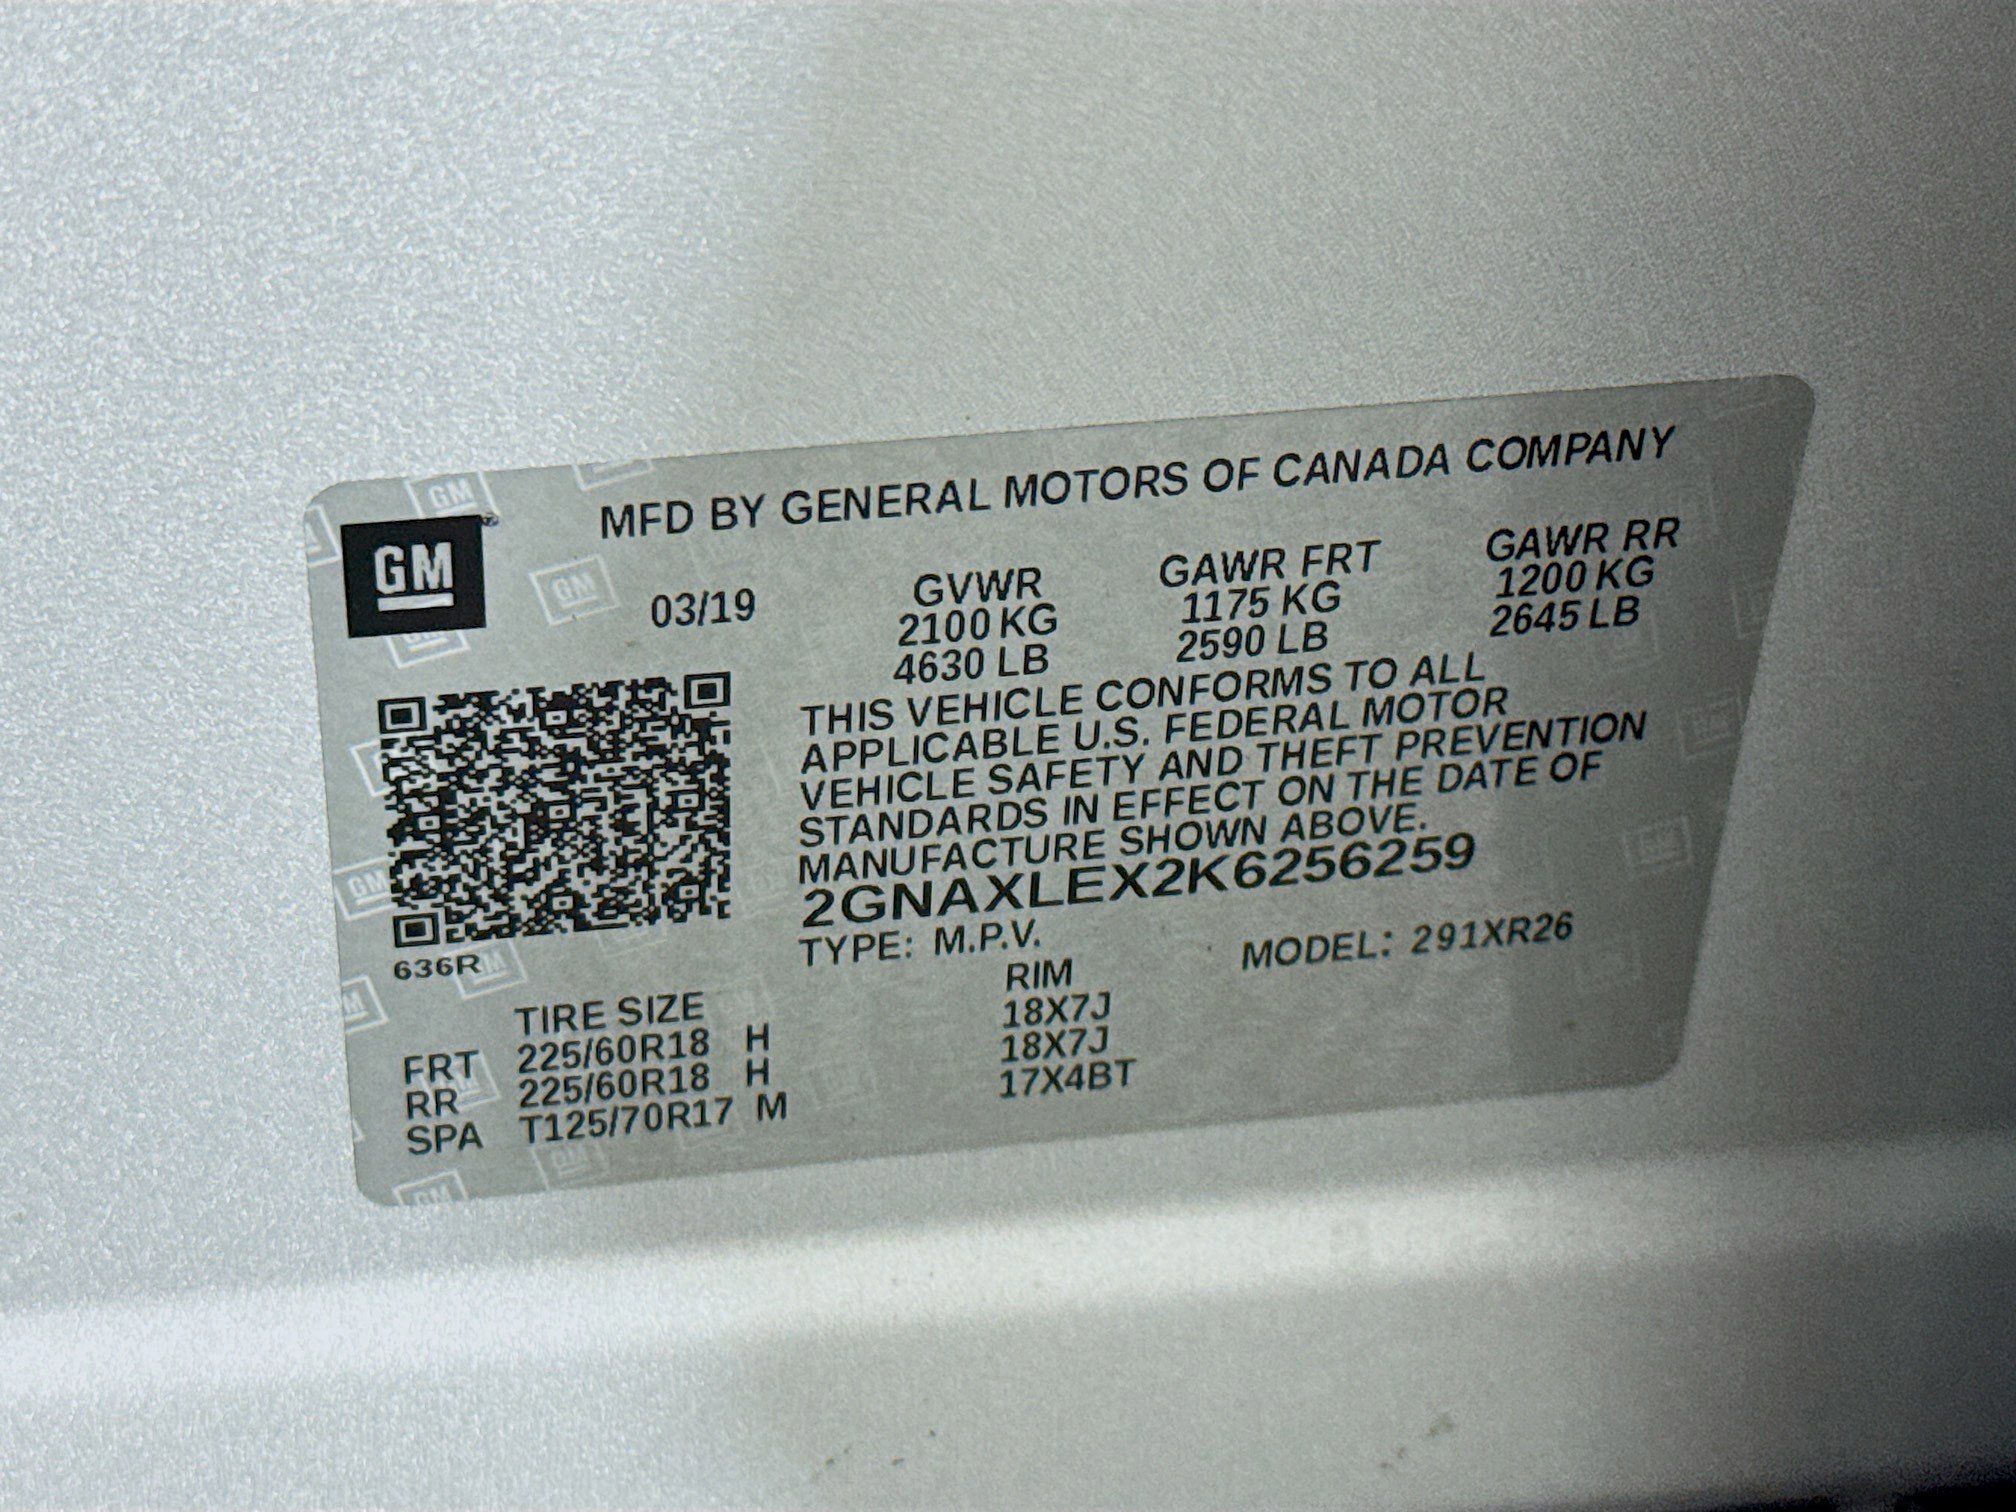 MFD BY GENERAL MOTORS OF CANADA COMPANY
GM
03/19
GVWR GAWR FRT GAWR RR
2100 KG 1175 KG 1200 KG
4630 LB 2590 LB 2645 LB
THIS VEHICLE CONFORMS TO ALL
APPLICABLE U.S. FEDERAL MOTOR
VEHICLE SAFETY AND THEFT PREVENTION
STANDARDS IN EFFECT ON THE DATE OF
MANUFACTURE SHOWN ABOVE.
2GNAXLEX2K6256259
TYPE: M.P.V. MODEL: 291XR26
636R
TIRE SIZE RIM
FRT 225/60R18 H 18X7J
RR 225/60R18 H 18X7J
SPA T125/70R17 M 17X4BT